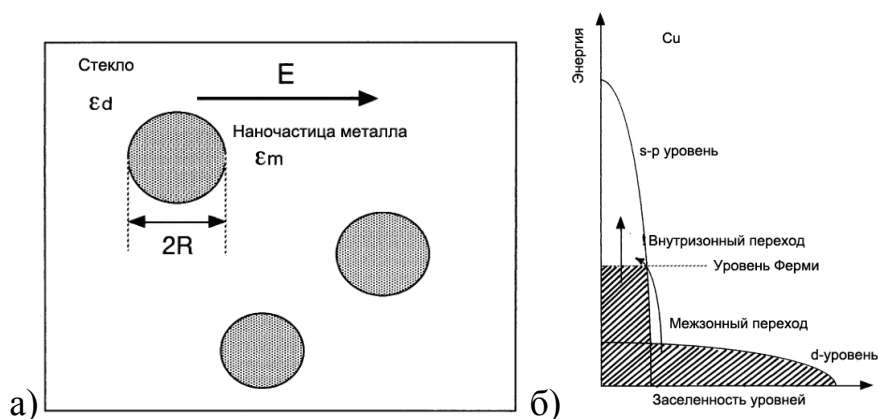 Стекло
E
εd
Наночастица металла
εm
2R
а)
Энергия
Cu
s-p уровень
Внутризонный переход
Уровень Ферми
Межзонный переход
d-уровень
Заселенность уровней
б)